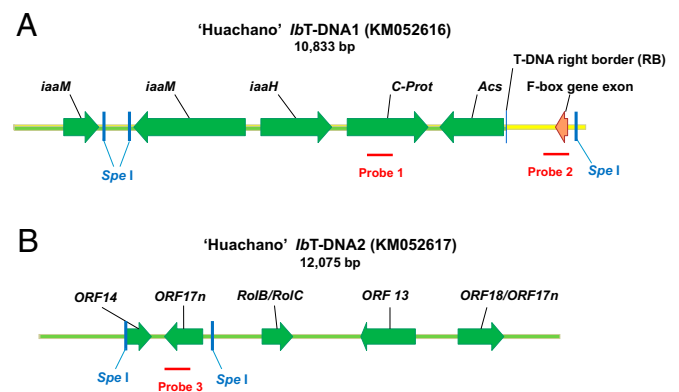 A
'Huachano' IbT-DNA1 (KM052616)
10,833 bp
T-DNA right border (RB)
iaaM iaaM iaaH C-Prot Acs F-box gene exon
Spe I Probe 1 Probe 2 Spe I
B
'Huachano' IbT-DNA2 (KM052617)
12,075 bp
ORF14 ORF17n RolB/RolC ORF 13 ORF18/ORF17n
Spe I Probe 3 Spe I